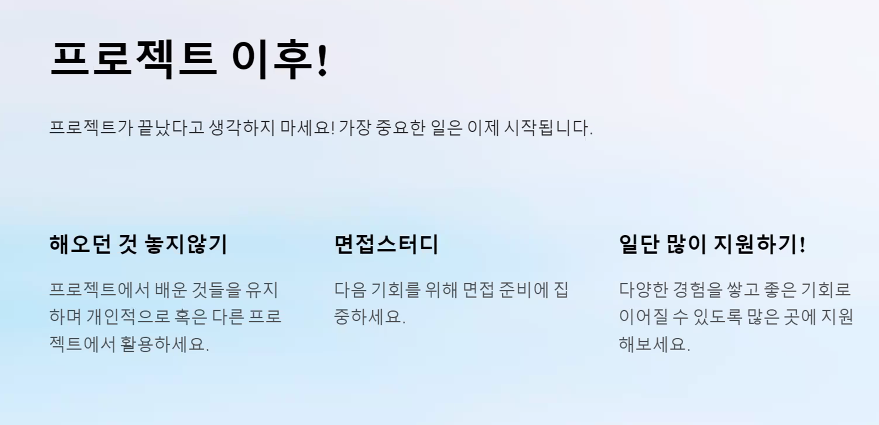 프로젝트 이후!
프로젝트가 끝났다고 생각하지 마세요! 가장 중요한 일은 이제 시작됩니다.
해오던 것 놓지않기
프로젝트에서 배운 것들을 유지
하며 개인적으로 혹은 다른 프로
젝트에서 활용하세요.
면접스터디
다음 기회를 위해 면접 준비에 집
중하세요.
일단 많이 지원하기!
다양한 경험을 쌓고 좋은 기회로
이어질 수 있도록 많은 곳에 지원
해보세요.